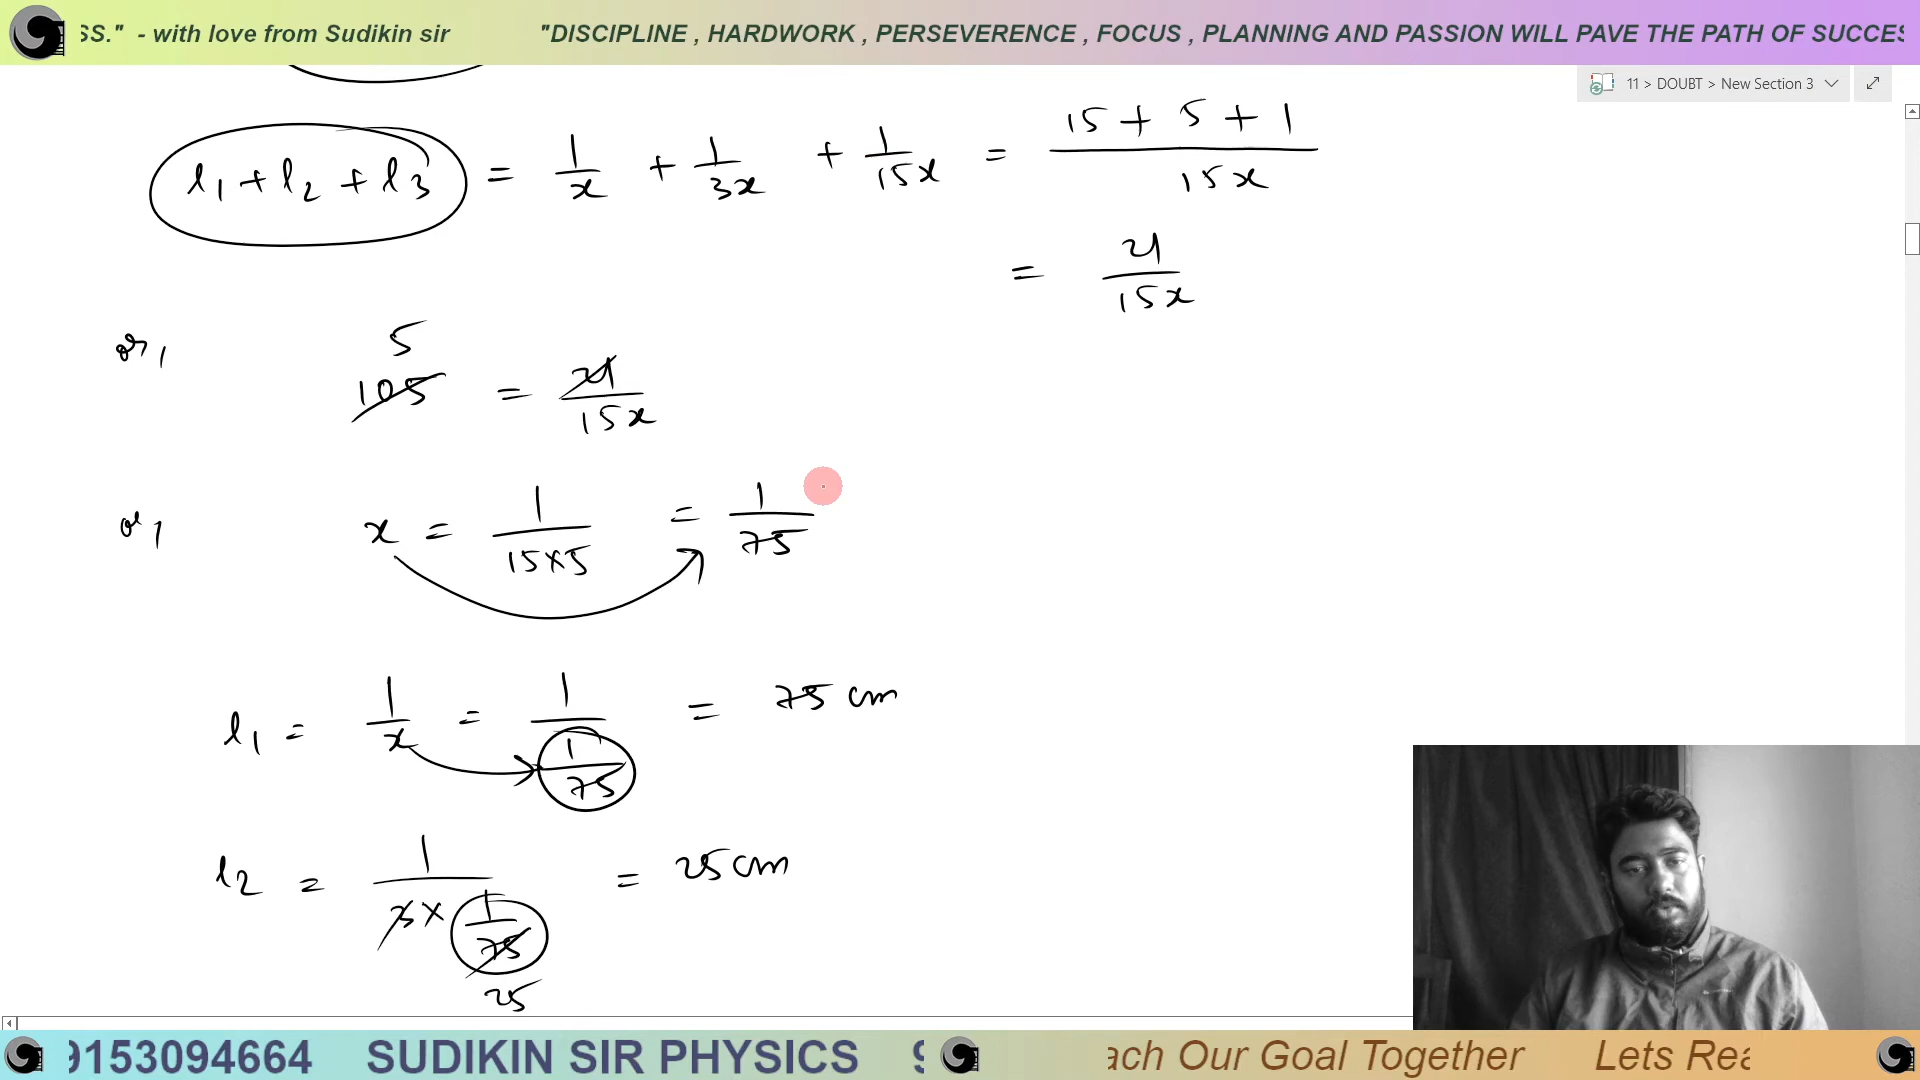 SS." - with love from Sudikin sir "DISCIPLINE , HARDWORK , PERSEVERENCE , FOCUS , PLANNING AND PASSION WILL PAVE THE PATH OF SUCCES
11 > DOUBT > New Section 3
l1 + l2 + l3 = 1/x + 1/3x + 1/15x = (15 + 5 + 1)/15x
= 21/15x
or, 5
105 = 21/15x
or, x = 1/(15×5) = 1/75
l1 = 1/x = 1/(1/75) = 75 cm
l2 = 1/(3 × 1/75) = 25 cm
25
9153094664 SUDIKIN SIR PHYSICS 9 ach Our Goal Together Lets Rea